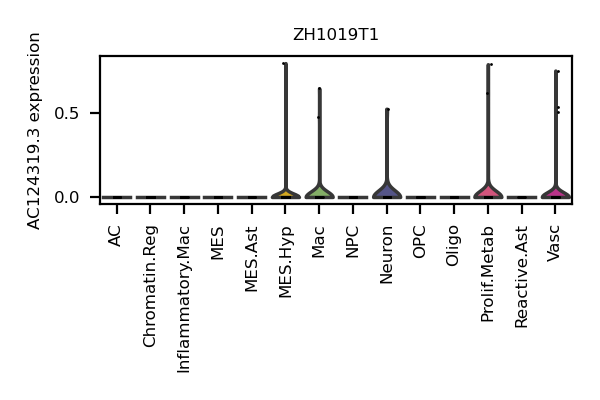 ZH1019T1
AC124319.3 expression
0.5
0.0
AC
Chromatin.Reg
Inflammatory.Mac
MES
MES.Ast
MES.Hyp
Mac
NPC
Neuron
OPC
Oligo
Prolif.Metab
Reactive.Ast
Vasc